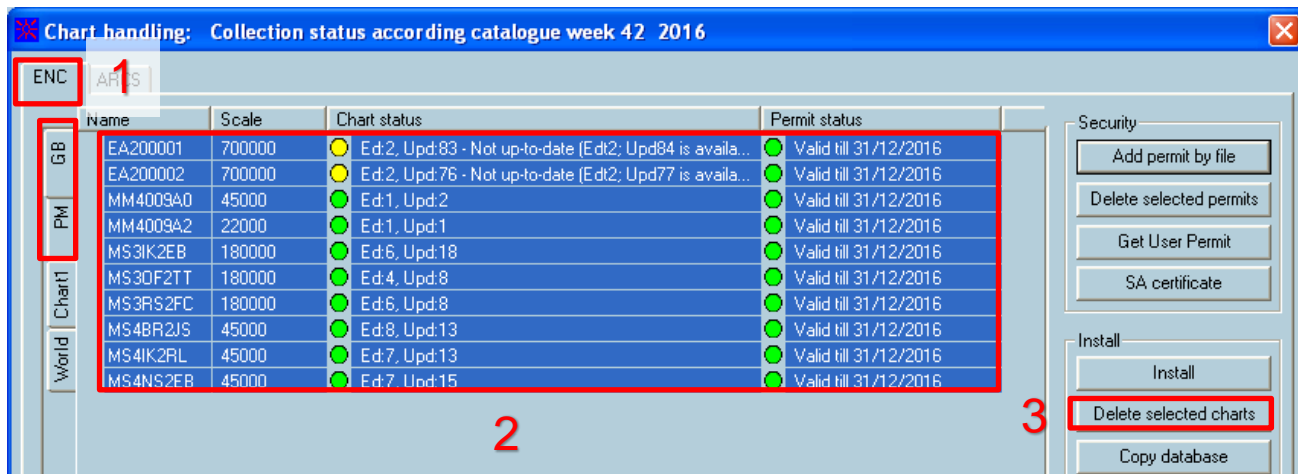 Chart handling: Collection status according catalogue week 42 2016
ENC ARCS 1
GB
PM
Chart1
World
Name Scale Chart status Permit status
EA200001 700000 Ed:2, Upd:83 - Not up-to-date (Edt2; Upd84 is availa... Valid till 31/12/2016
EA200002 700000 Ed:2, Upd:76 - Not up-to-date (Edt2; Upd77 is availa... Valid till 31/12/2016
MM4009A0 45000 Ed:1, Upd:2 Valid till 31/12/2016
MM4009A2 22000 Ed:1, Upd:1 Valid till 31/12/2016
MS3IK2EB 180000 Ed:6, Upd:18 Valid till 31/12/2016
MS3OF2TT 180000 Ed:4, Upd:8 Valid till 31/12/2016
MS3RS2FC 180000 Ed:6, Upd:8 Valid till 31/12/2016
MS4BR2JS 45000 Ed:8, Upd:13 Valid till 31/12/2016
MS4IK2RL 45000 Ed:7, Upd:13 Valid till 31/12/2016
MS4NS2EB 45000 Ed:7, Upd:15 Valid till 31/12/2016
2
3
Security
Add permit by file
Delete selected permits
Get User Permit
SA certificate
Install
Install
Delete selected charts
Copy database